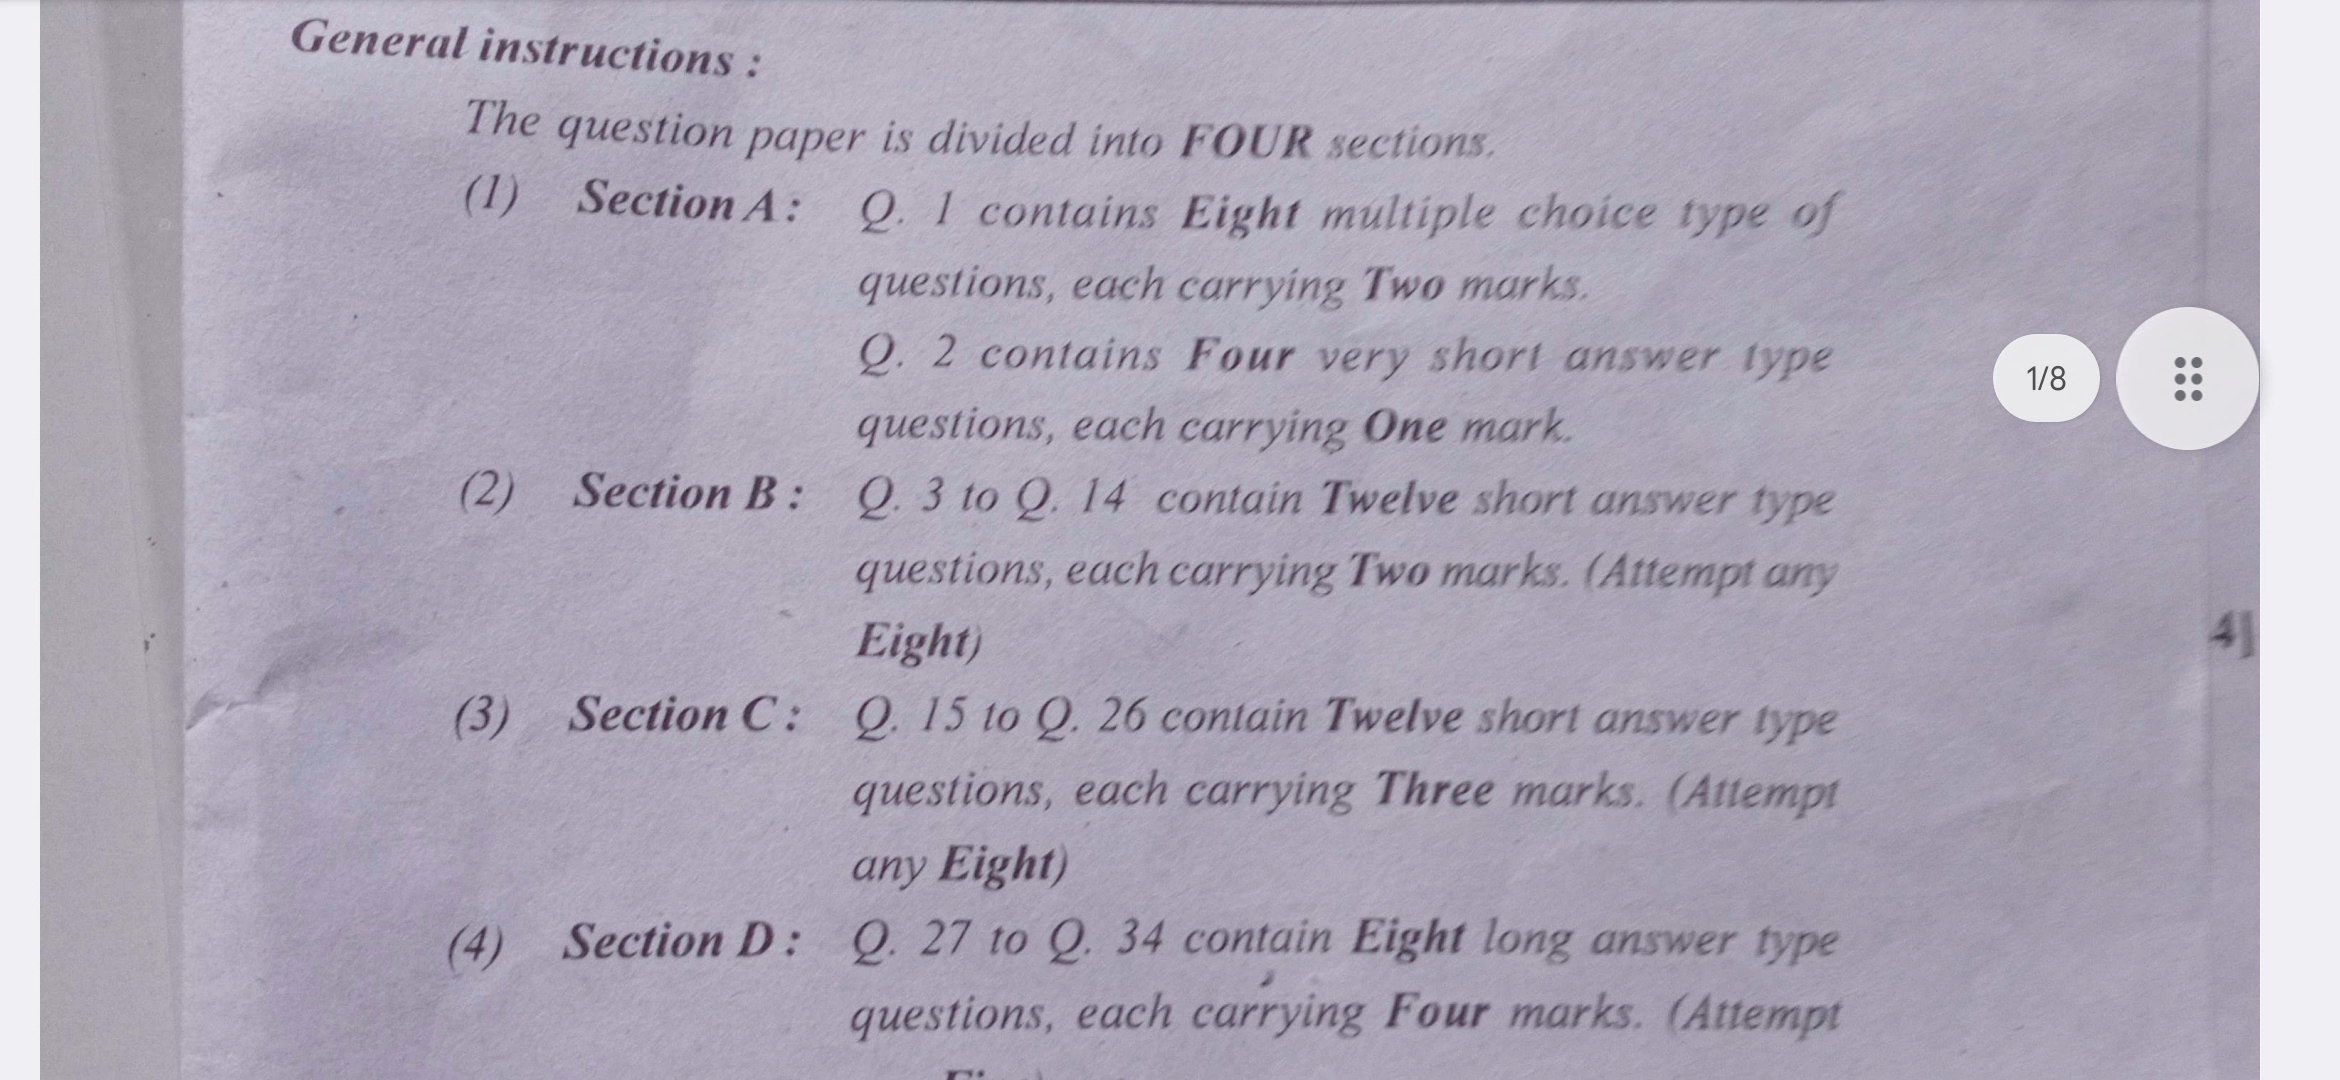 General instructions :
The question paper is divided into FOUR sections.
(1) Section A : Q. 1 contains Eight multiple choice type of
questions, each carrying Two marks.
Q. 2 contains Four very short answer type
questions, each carrying One mark.
1/8
(2) Section B : Q. 3 to Q. 14 contain Twelve short answer type
questions, each carrying Two marks. (Attempt any
Eight)
4]
(3) Section C : Q. 15 to Q. 26 contain Twelve short answer type
questions, each carrying Three marks. (Attempt
any Eight)
(4) Section D : Q. 27 to Q. 34 contain Eight long answer type
questions, each carrying Four marks. (Attempt